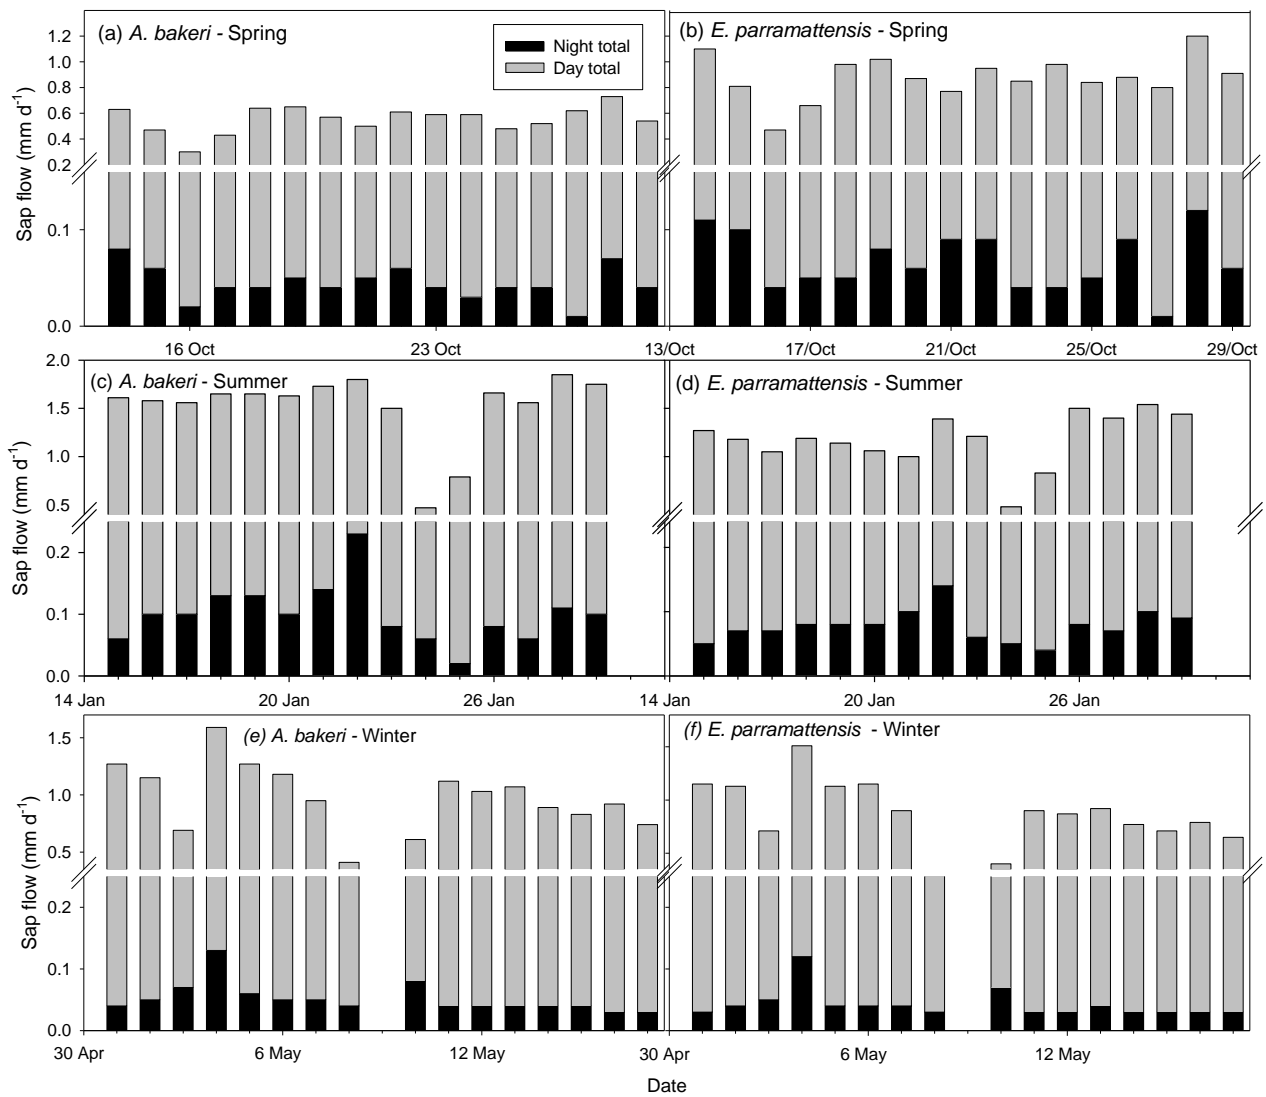 (a) A. bakeri - Spring
Night total
Day total
(b) E. parramattensis - Spring
Sap flow (mm d-1)
1.2
1.0
0.8
0.6
0.4
0.2
0.1
0.0
16 Oct
23 Oct
13/Oct
17/Oct
21/Oct
25/Oct
29/Oct
(c) A. bakeri - Summer
(d) E. parramattensis - Summer
Sap flow (mm d-1)
2.0
1.5
1.0
0.5
0.2
0.1
0.0
14 Jan
20 Jan
26 Jan
14 Jan
20 Jan
26 Jan
(e) A. bakeri - Winter
(f) E. parramattensis - Winter
Sap flow (mm d-1)
1.5
1.0
0.5
0.2
0.1
0.0
30 Apr
6 May
12 May
30 Apr
6 May
12 May
Date